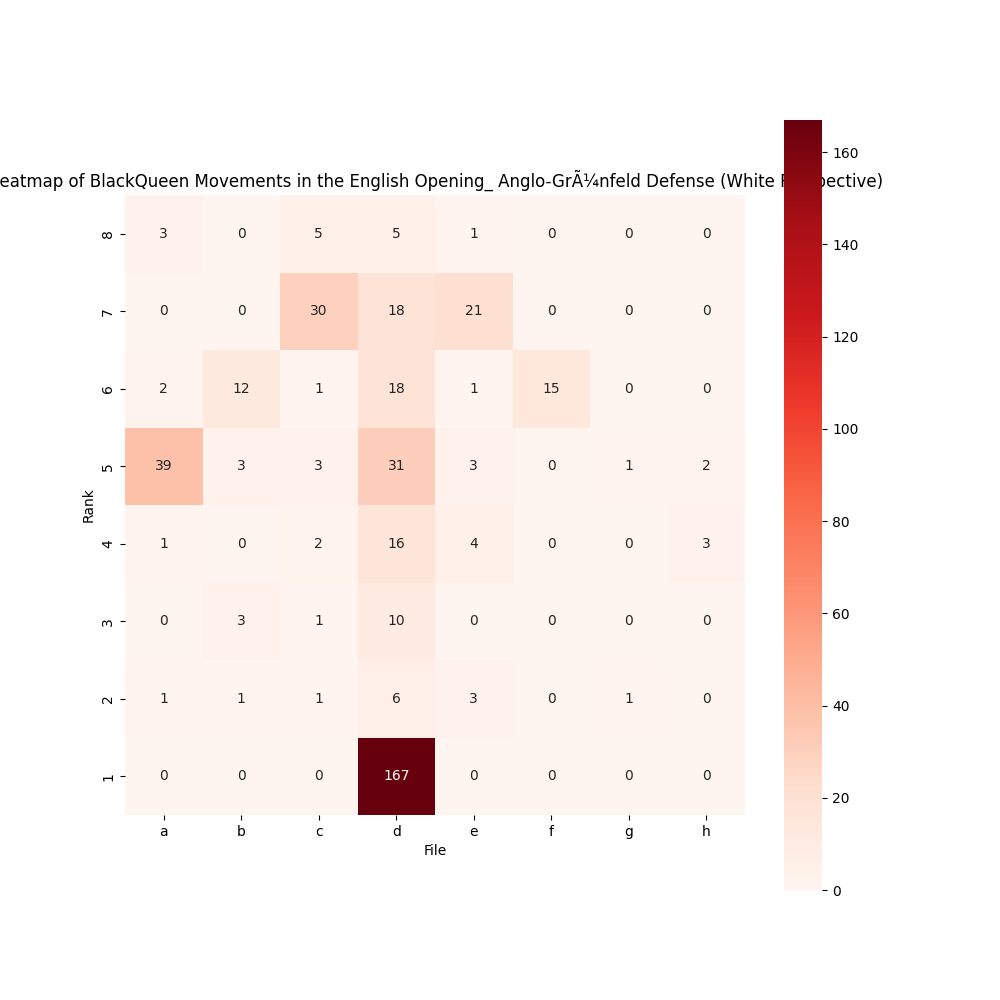 eatmap of BlackQueen Movements in the English Opening_ Anglo-GrÃ¼nfeld Defense (White Perspective)
8 3 0 5 5 1 0 0 0
7 0 0 30 18 21 0 0 0
6 2 12 1 18 1 15 0 0
5 39 3 3 31 3 0 1 2
4 1 0 2 16 4 0 0 3
3 0 3 1 10 0 0 0 0
2 1 1 1 6 3 0 1 0
1 0 0 0 167 0 0 0 0
a b c d e f g h
File
Rank
160
140
120
100
80
60
40
20
0